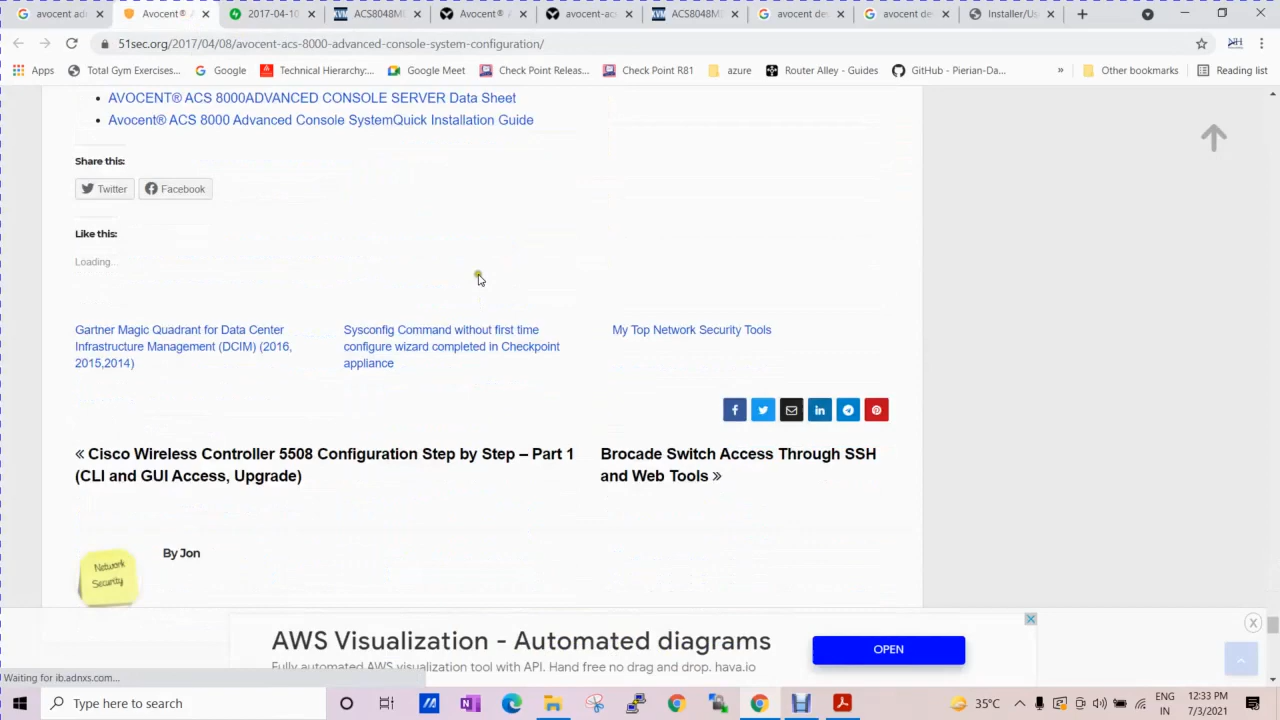 avocent ad
Avocent®
2017-04-10
ACS8048M
Avocent®
avocent-ac
ACS8048M
avocent de
avocent de
Installer/Us
51sec.org/2017/04/08/avocent-acs-8000-advanced-console-system-configuration/
Apps
Total Gym Exercises...
Google
Technical Hierarchy:...
Google Meet
Check Point Releas...
Check Point R81
azure
Router Alley - Guides
GitHub - Pierian-Da...
»
Other bookmarks
Reading list
• AVOCENT® ACS 8000ADVANCED CONSOLE SERVER Data Sheet
• Avocent® ACS 8000 Advanced Console SystemQuick Installation Guide
Share this:
Twitter
Facebook
Like this:
Loading...
Gartner Magic Quadrant for Data Center
Infrastructure Management (DCIM) (2016,
2015,2014)
Sysconfig Command without first time
configure wizard completed in Checkpoint
appliance
My Top Network Security Tools
« Cisco Wireless Controller 5508 Configuration Step by Step – Part 1
(CLI and GUI Access, Upgrade)
Brocade Switch Access Through SSH
and Web Tools »
Network
Security
By Jon
AWS Visualization - Automated diagrams
Fully automated AWS visualization tool with API. Hand free no drag and drop. hava.io
OPEN
Waiting for ib.adnxs.com...
Type here to search
35°C
ENG
IN
12:33 PM
7/3/2021